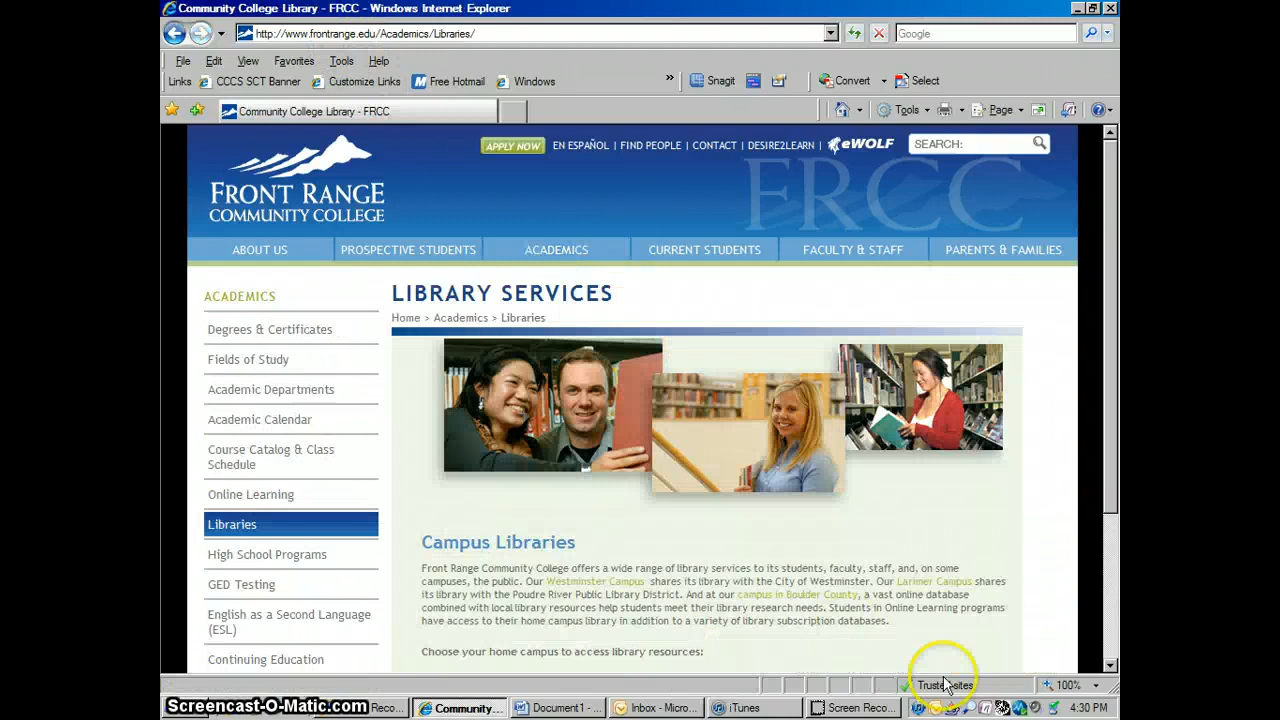 Community College Library - FRCC - Windows Internet Explorer
http://www.frontrange.edu/Academics/Libraries/
Google
File Edit View Favorites Tools Help
Links CCCS SCT Banner Customize Links Free Hotmail Windows » Snagit Convert Select
Community College Library - FRCC Tools Page
APPLY NOW EN ESPAÑOL | FIND PEOPLE | CONTACT | DESIRE2LEARN | eWOLF SEARCH:
FRONT RANGE
COMMUNITY COLLEGE
FRCC
ABOUT US PROSPECTIVE STUDENTS ACADEMICS CURRENT STUDENTS FACULTY & STAFF PARENTS & FAMILIES
ACADEMICS
Degrees & Certificates
Fields of Study
Academic Departments
Academic Calendar
Course Catalog & Class
Schedule
Online Learning
Libraries
High School Programs
GED Testing
English as a Second Language
(ESL)
Continuing Education
LIBRARY SERVICES
Home > Academics > Libraries
Campus Libraries
Front Range Community College offers a wide range of library services to its students, faculty, staff, and, on some
campuses, the public. Our Westminster Campus shares its library with the City of Westminster. Our Larimer Campus shares
its library with the Poudre River Public Library District. And at our campus in Boulder County, a vast online database
combined with local library resources help students meet their library research needs. Students in Online Learning programs
have access to their home campus library in addition to a variety of library subscription databases.
Choose your home campus to access library resources:
Trusted sites 100%
Screencast-O-Matic.com Reco... Community... Document1 - ... Inbox - Micro... iTunes Screen Reco... 4:30 PM